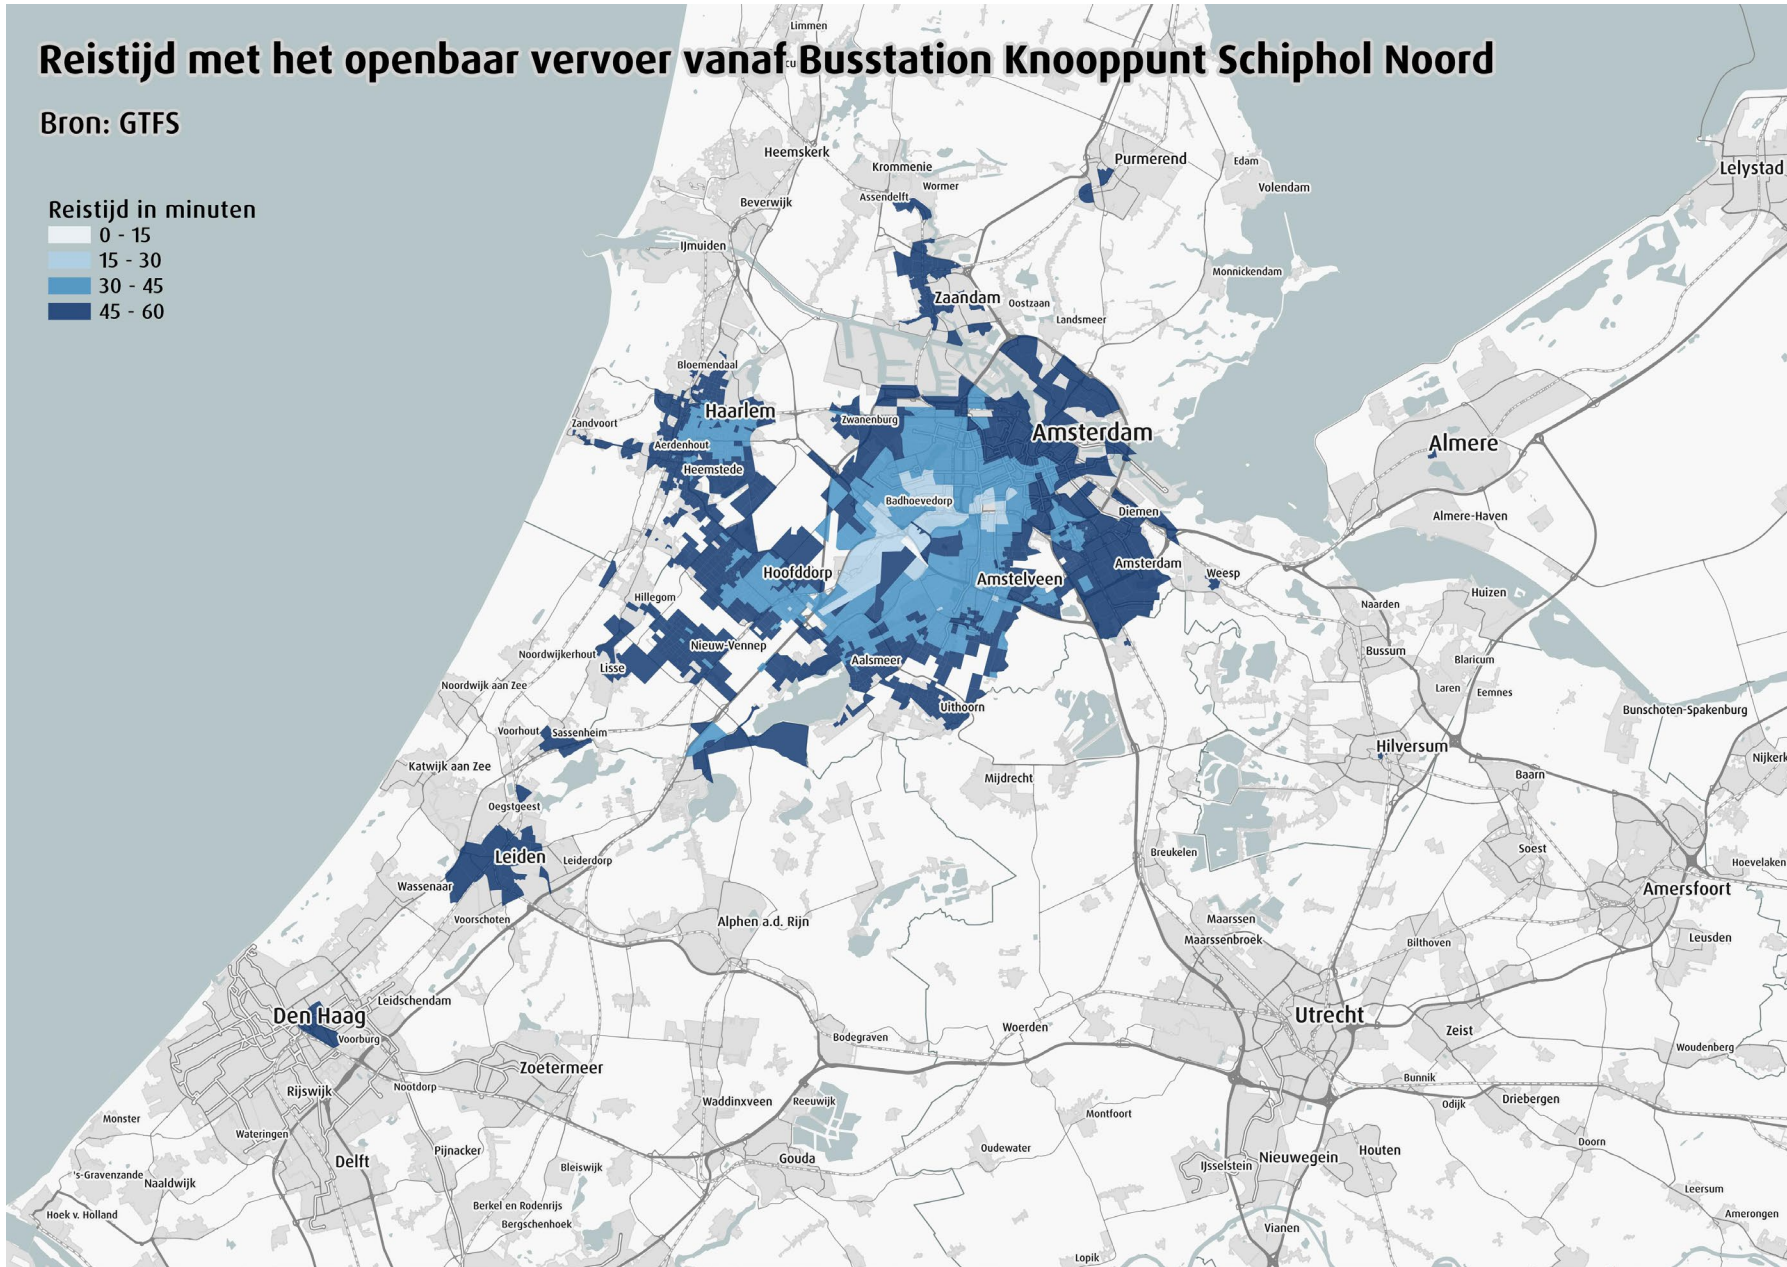 Limmen
Reistijd met het openbaar vervoer vanaf Busstation Knooppunt Schiphol Noord
Bron: GTFS
Reistijd in minuten
0 - 15
15 - 30
30 - 45
45 - 60
Heemskerk
Krommenie
Purmerend
Edam
Lelystad
Wormer
Volendam
Assendelft
Beverwijk
IJmuiden
Monnickendam
Zaandam
Oostzaan
Landsmeer
Bloemendaal
Haarlem
Zandvoort
Zwanenburg
Amsterdam
Almere
Aerdenhout
Heemstede
Badhoevedorp
Diemen
Almere-Haven
Hoofddorp
Amstelveen
Amsterdam
Weesp
Hillegom
Naarden
Huizen
Nieuw-Vennep
Noordwijkerhout
Lisse
Aalsmeer
Bussum
Blaricum
Noordwijk aan Zee
Laren
Eemnes
Uithoorn
Bunschoten-Spakenburg
Voorhout
Sassenheim
Hilversum
Nijkerk
Katwijk aan Zee
Mijdrecht
Baarn
Oegstgeest
Leiden
Leiderdorp
Breukelen
Soest
Hoevelaken
Wassenaar
Amersfoort
Voorschoten
Alphen a.d. Rijn
Maarssen
Maarssenbroek
Bilthoven
Leusden
Leidschendam
Den Haag
Voorburg
Bodegraven
Woerden
Utrecht
Zeist
Woudenberg
Zoetermeer
Rijswijk
Nootdorp
Bunnik
Waddinxveen
Reeuwijk
Odijk
Driebergen
Monster
Montfoort
Wateringen
Doorn
Pijnacker
Oudewater
Delft
Bleiswijk
Gouda
IJsselstein
Nieuwegein
Houten
's-Gravenzande
Naaldwijk
Leersum
Berkel en Rodenrijs
Hoek v. Holland
Bergschenhoek
Amerongen
Vianen
Lopik